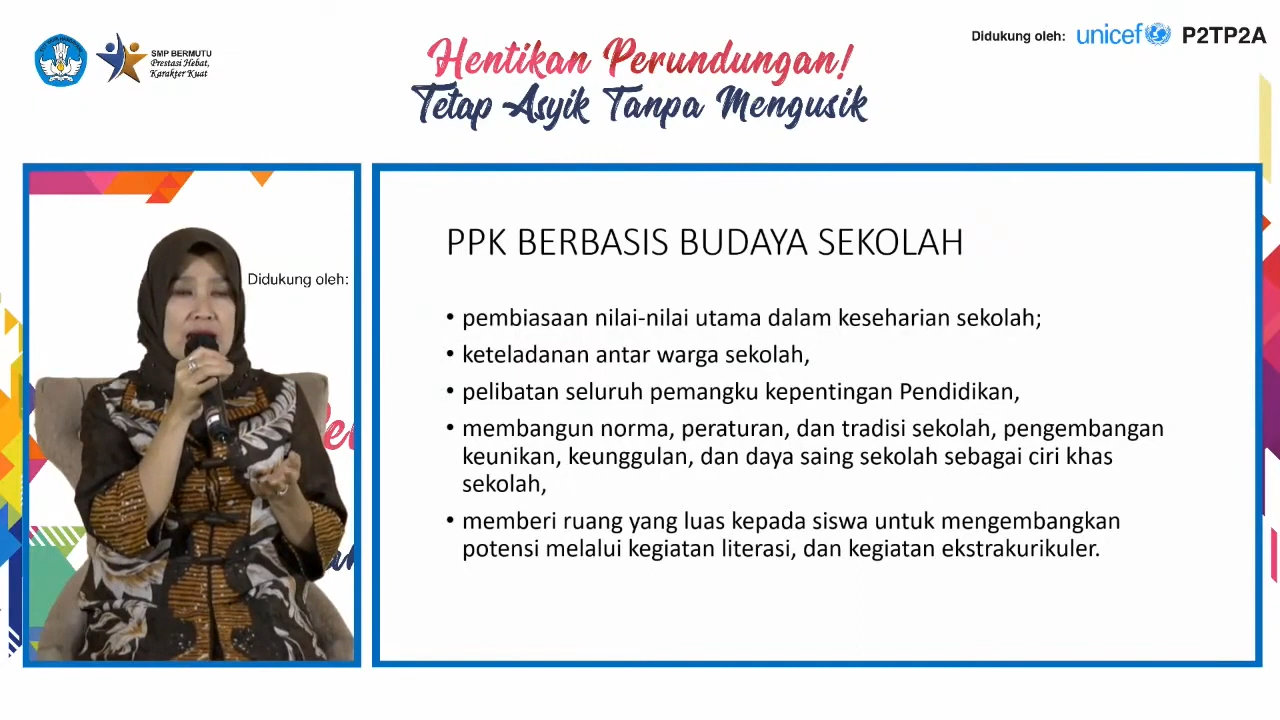 SMP BERMUTU
Prestasi Hebat,
Karakter Kuat
Hentikan Perundungan!
Tetap Asyik Tanpa Mengusik
Didukung oleh: unicef P2TP2A
Didukung oleh:
PPK BERBASIS BUDAYA SEKOLAH
• pembiasaan nilai-nilai utama dalam keseharian sekolah;
• keteladanan antar warga sekolah,
• pelibatan seluruh pemangku kepentingan Pendidikan,
• membangun norma, peraturan, dan tradisi sekolah, pengembangan
keunikan, keunggulan, dan daya saing sekolah sebagai ciri khas
sekolah,
• memberi ruang yang luas kepada siswa untuk mengembangkan
potensi melalui kegiatan literasi, dan kegiatan ekstrakurikuler.